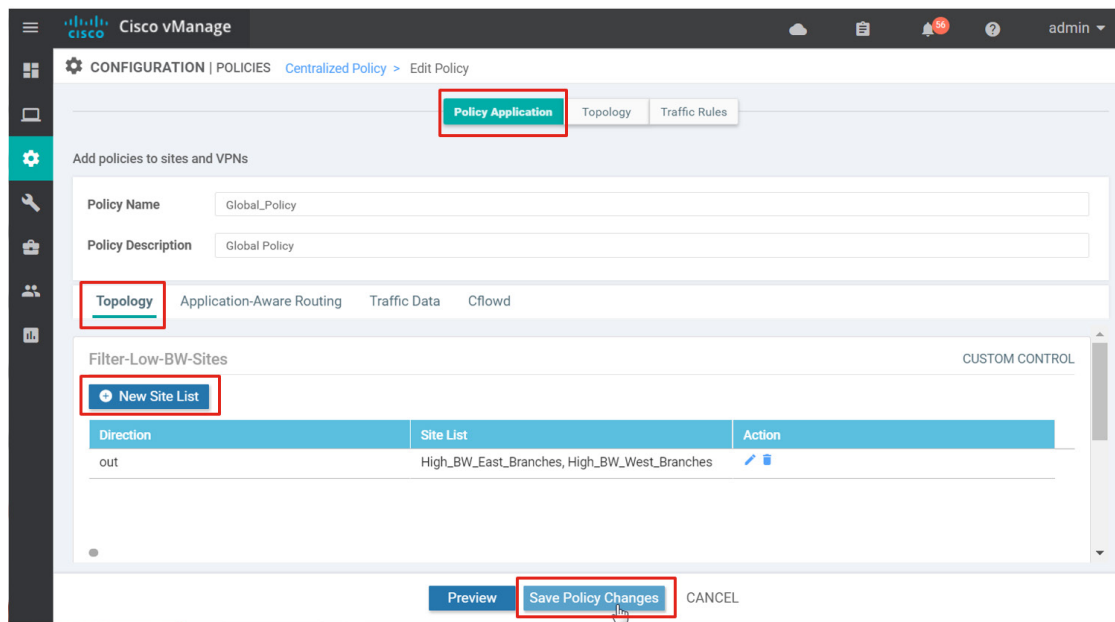 cisco Cisco vManage 56 admin
CONFIGURATION | POLICIES Centralized Policy > Edit Policy
Policy Application Topology Traffic Rules
Add policies to sites and VPNs
Policy Name Global_Policy
Policy Description Global Policy
Topology Application-Aware Routing Traffic Data Cflowd
Filter-Low-BW-Sites CUSTOM CONTROL
New Site List
Direction Site List Action
out High_BW_East_Branches, High_BW_West_Branches
Preview Save Policy Changes CANCEL